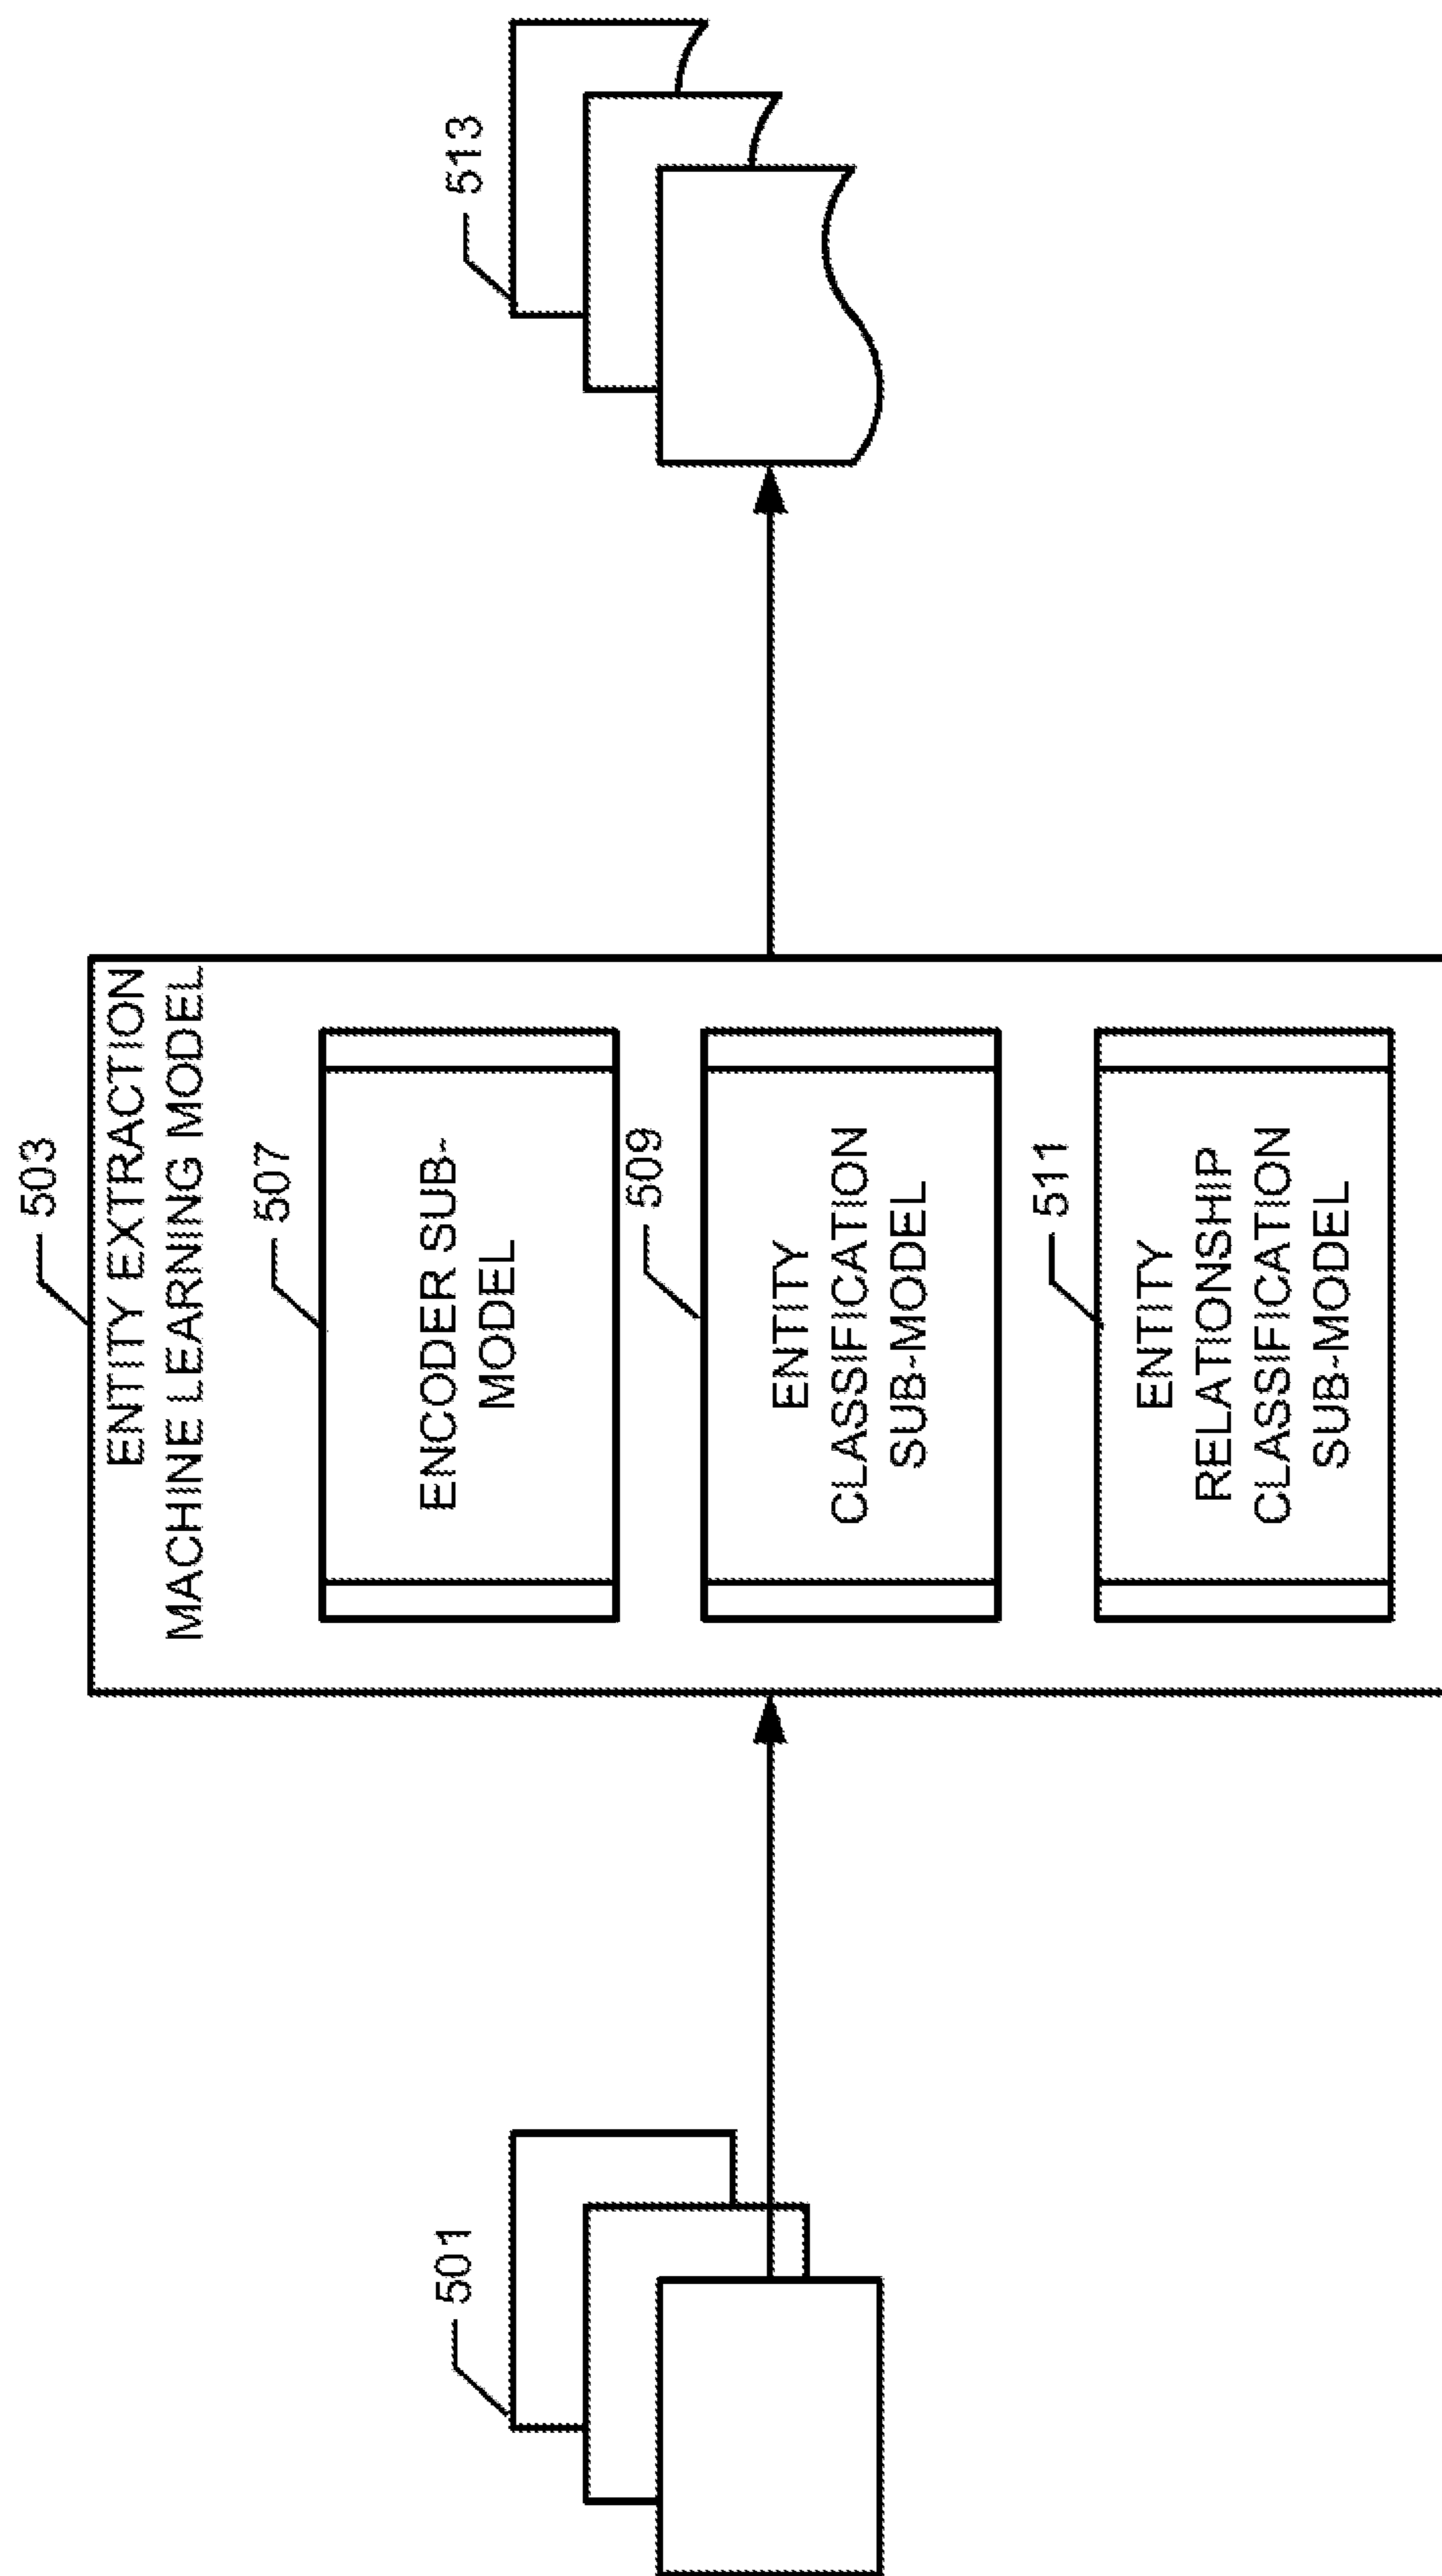 501
503
ENTITY EXTRACTION
MACHINE LEARNING MODEL
507
ENCODER SUB-
MODEL
509
ENTITY
CLASSIFICATION
SUB-MODEL
511
ENTITY
RELATIONSHIP
CLASSIFICATION
SUB-MODEL
513